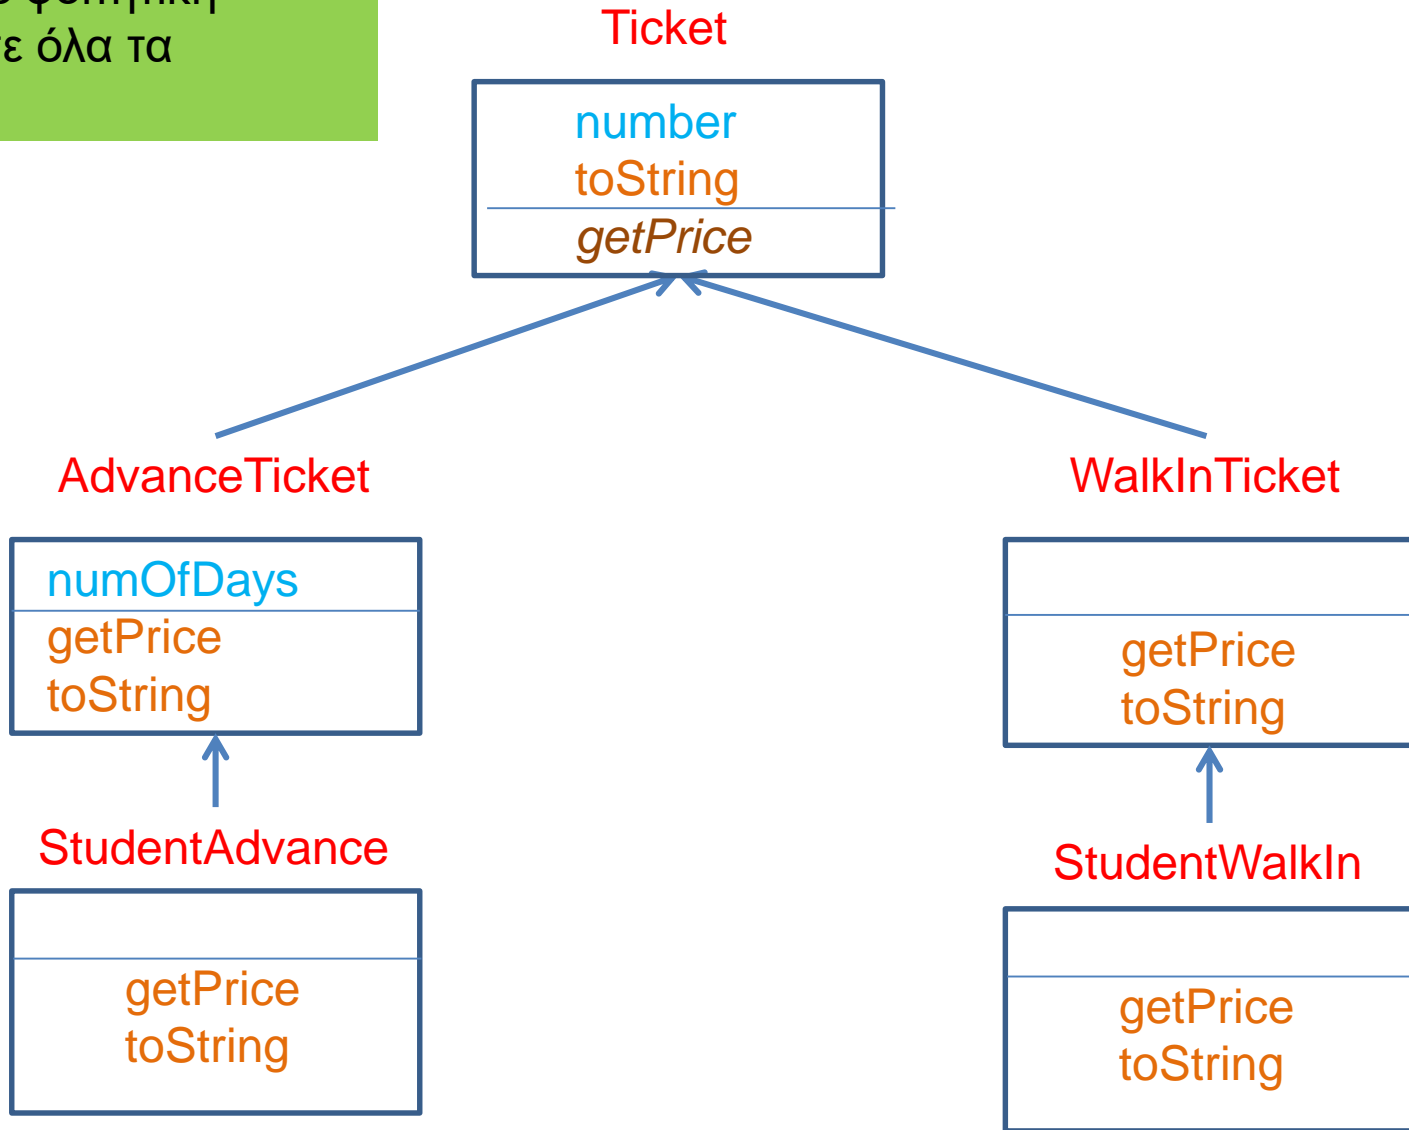 φοιτητική
όλα τα
Ticket
number
toString
getPrice
AdvanceTicket
WalkInTicket
numOfDays
getPrice
toString
getPrice
toString
StudentAdvance
StudentWalkIn
getPrice
toString
getPrice
toString